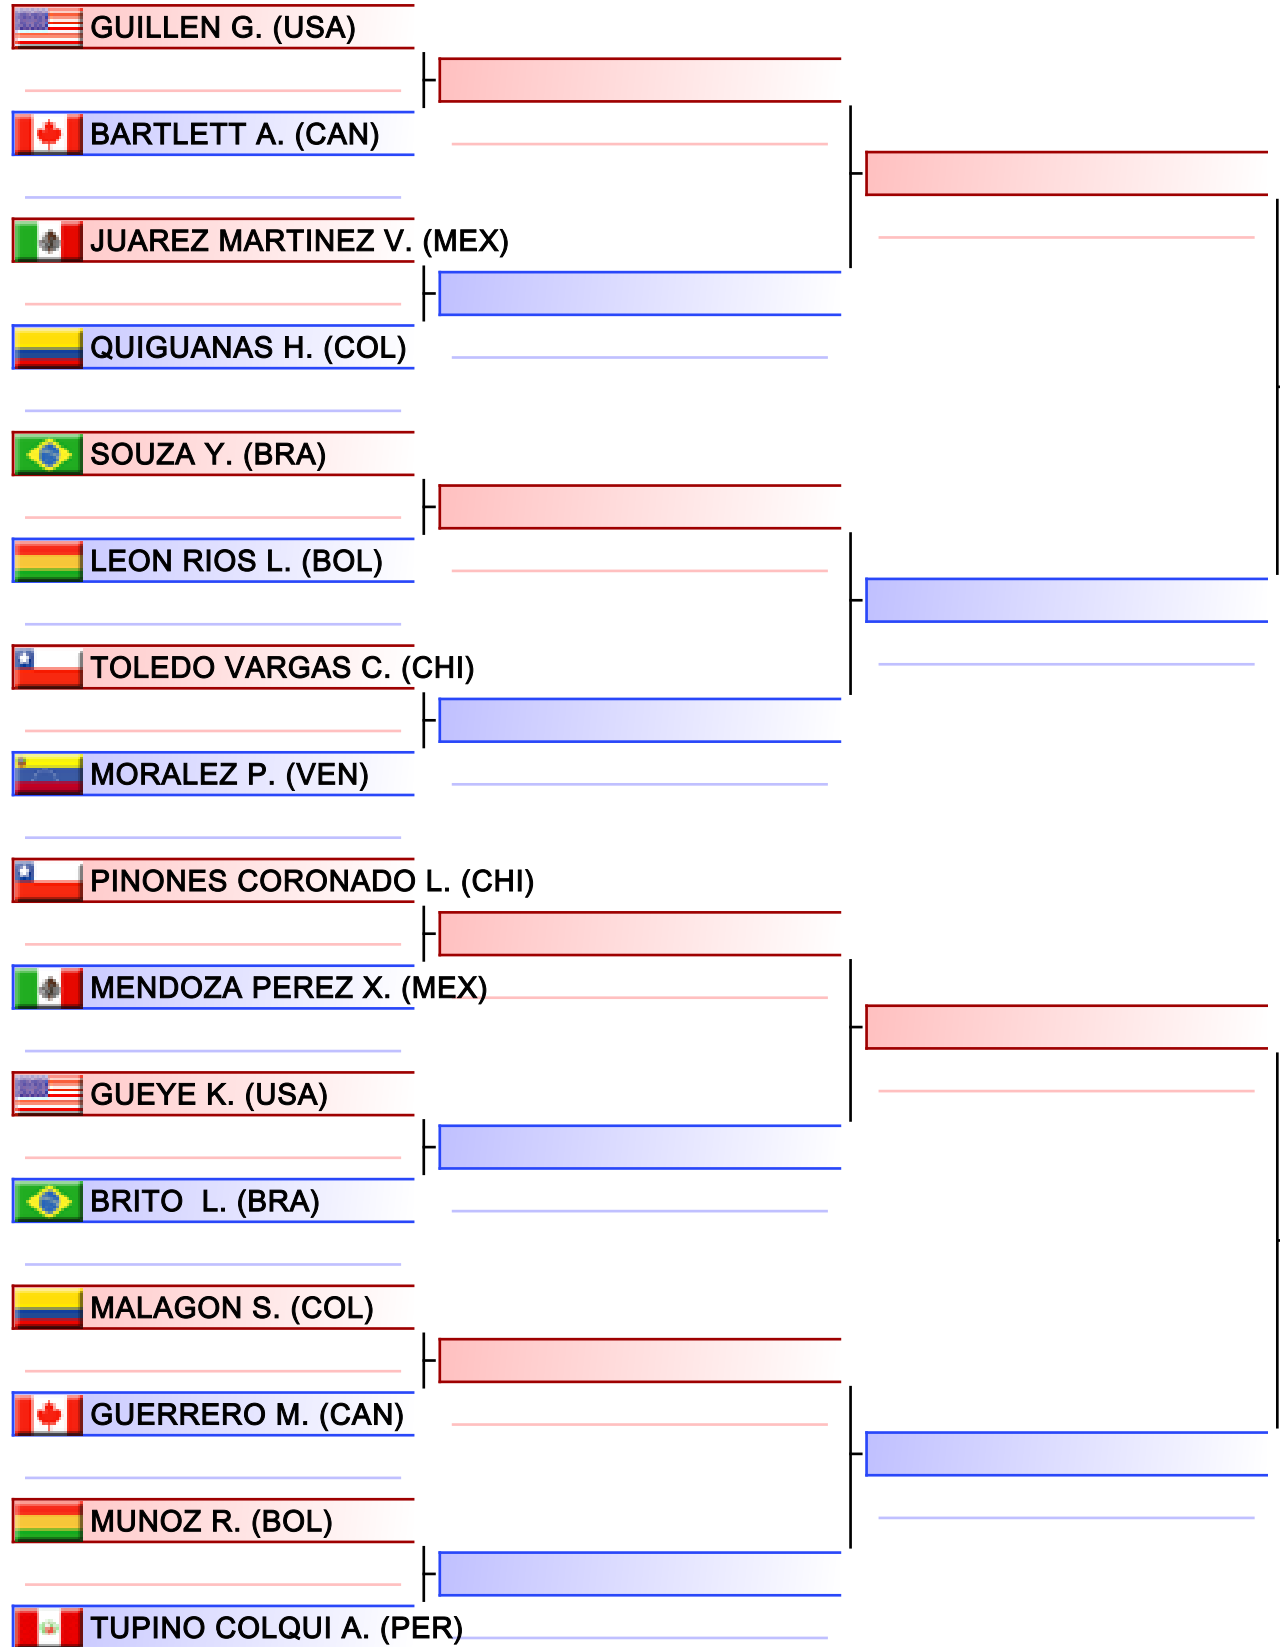 GUILLEN G. (USA)
BARTLETT A. (CAN)
JUAREZ MARTINEZ V. (MEX)
QUIGUANAS H. (COL)
SOUZA Y. (BRA)
LEON RIOS L. (BOL)
TOLEDO VARGAS C. (CHI)
MORALEZ P. (VEN)
PINONES CORONADO L. (CHI)
MENDOZA PEREZ X. (MEX)
GUEYE K. (USA)
BRITO  L. (BRA)
MALAGON S. (COL)
GUERRERO M. (CAN)
MUNOZ R. (BOL)
TUPINO COLQUI A. (PER)